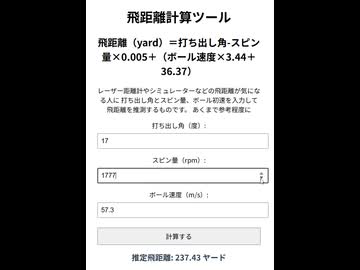 飛距離計算ツール
飛距離（yard）＝打ち出し角-スピン
量×0.005＋（ボール速度×3.44＋
36.37）
レーザー距離計やシミュレーターなどの飛距離が気にな
る人に 打ち出し角とスピン量、ボール初速を入力して
飛距離を推測するものです。 あくまで参考程度に
打ち出し角（度）:
17
スピン量（rpm）:
1777
ボール速度（m/s）:
57.3
計算する
推定飛距離: 237.43 ヤード